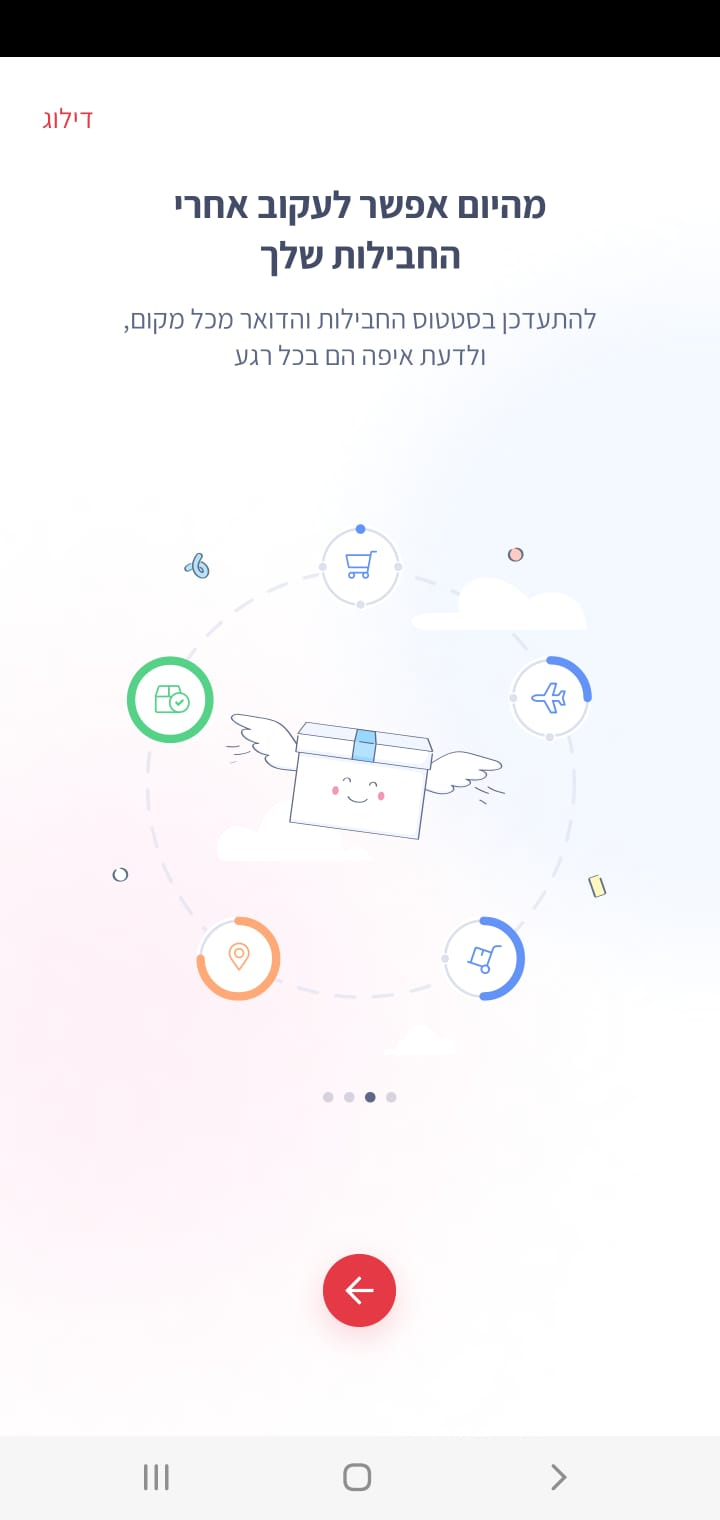 דילוג
מהיום אפשר לעקוב אחרי
החבילות שלך
להתעדכן בסטטוס החבילות והדואר מכל מקום,
ולדעת איפה הם בכל רגע